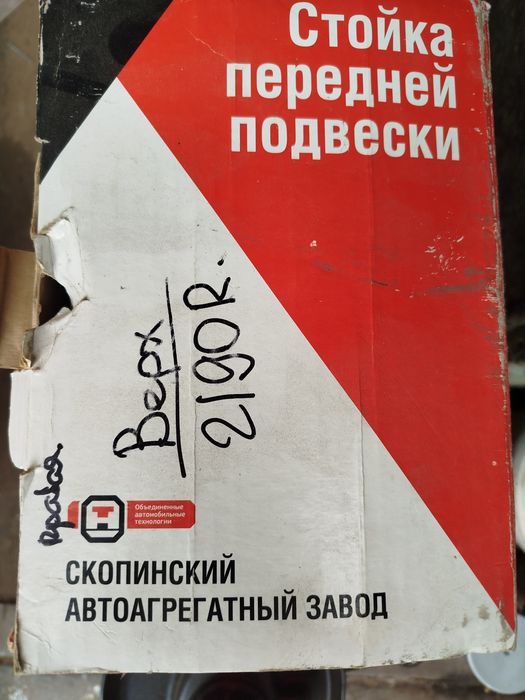 Стойка
передней
подвески
Верх
2190R.
правая.
Объединенные
автомобильные
технологии
СКОПИНСКИЙ
АВТОАГРЕГАТНЫЙ ЗАВОД